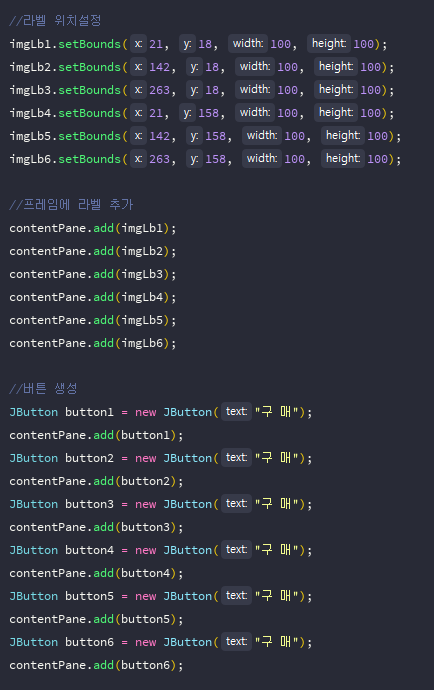 //라벨 위치설정
imgLb1.setBounds( x: 21, y: 18, width: 100, height: 100);
imgLb2.setBounds( x: 142, y: 18, width: 100, height: 100);
imgLb3.setBounds( x: 263, y: 18, width: 100, height: 100);
imgLb4.setBounds( x: 21, y: 158, width: 100, height: 100);
imgLb5.setBounds( x: 142, y: 158, width: 100, height: 100);
imgLb6.setBounds( x: 263, y: 158, width: 100, height: 100);
//프레임에 라벨 추가
contentPane.add(imgLb1);
contentPane.add(imgLb2);
contentPane.add(imgLb3);
contentPane.add(imgLb4);
contentPane.add(imgLb5);
contentPane.add(imgLb6);
//버튼 생성
JButton button1 = new JButton( text: "구 매");
contentPane.add(button1);
JButton button2 = new JButton( text: "구 매");
contentPane.add(button2);
JButton button3 = new JButton( text: "구 매");
contentPane.add(button3);
JButton button4 = new JButton( text: "구 매");
contentPane.add(button4);
JButton button5 = new JButton( text: "구 매");
contentPane.add(button5);
JButton button6 = new JButton( text: "구 매");
contentPane.add(button6);